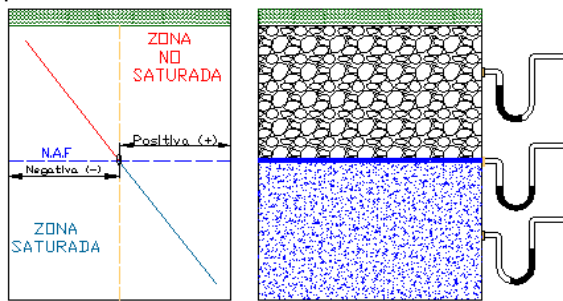 ZONA
NO
SATURADA
Positiva (+)
N.A.F
Negativa (-)
ZONA
SATURADA